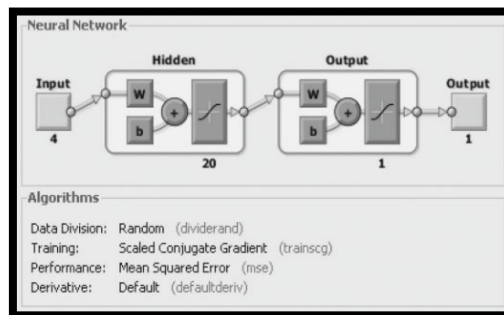 Neural Network
Hidden
Output
Input
W
b
+
W
b
+
Output
4
20
1
1
Algorithms
Data Division: Random (dividerand)
Training: Scaled Conjugate Gradient (trainscg)
Performance: Mean Squared Error (mse)
Derivative: Default (defaultderiv)